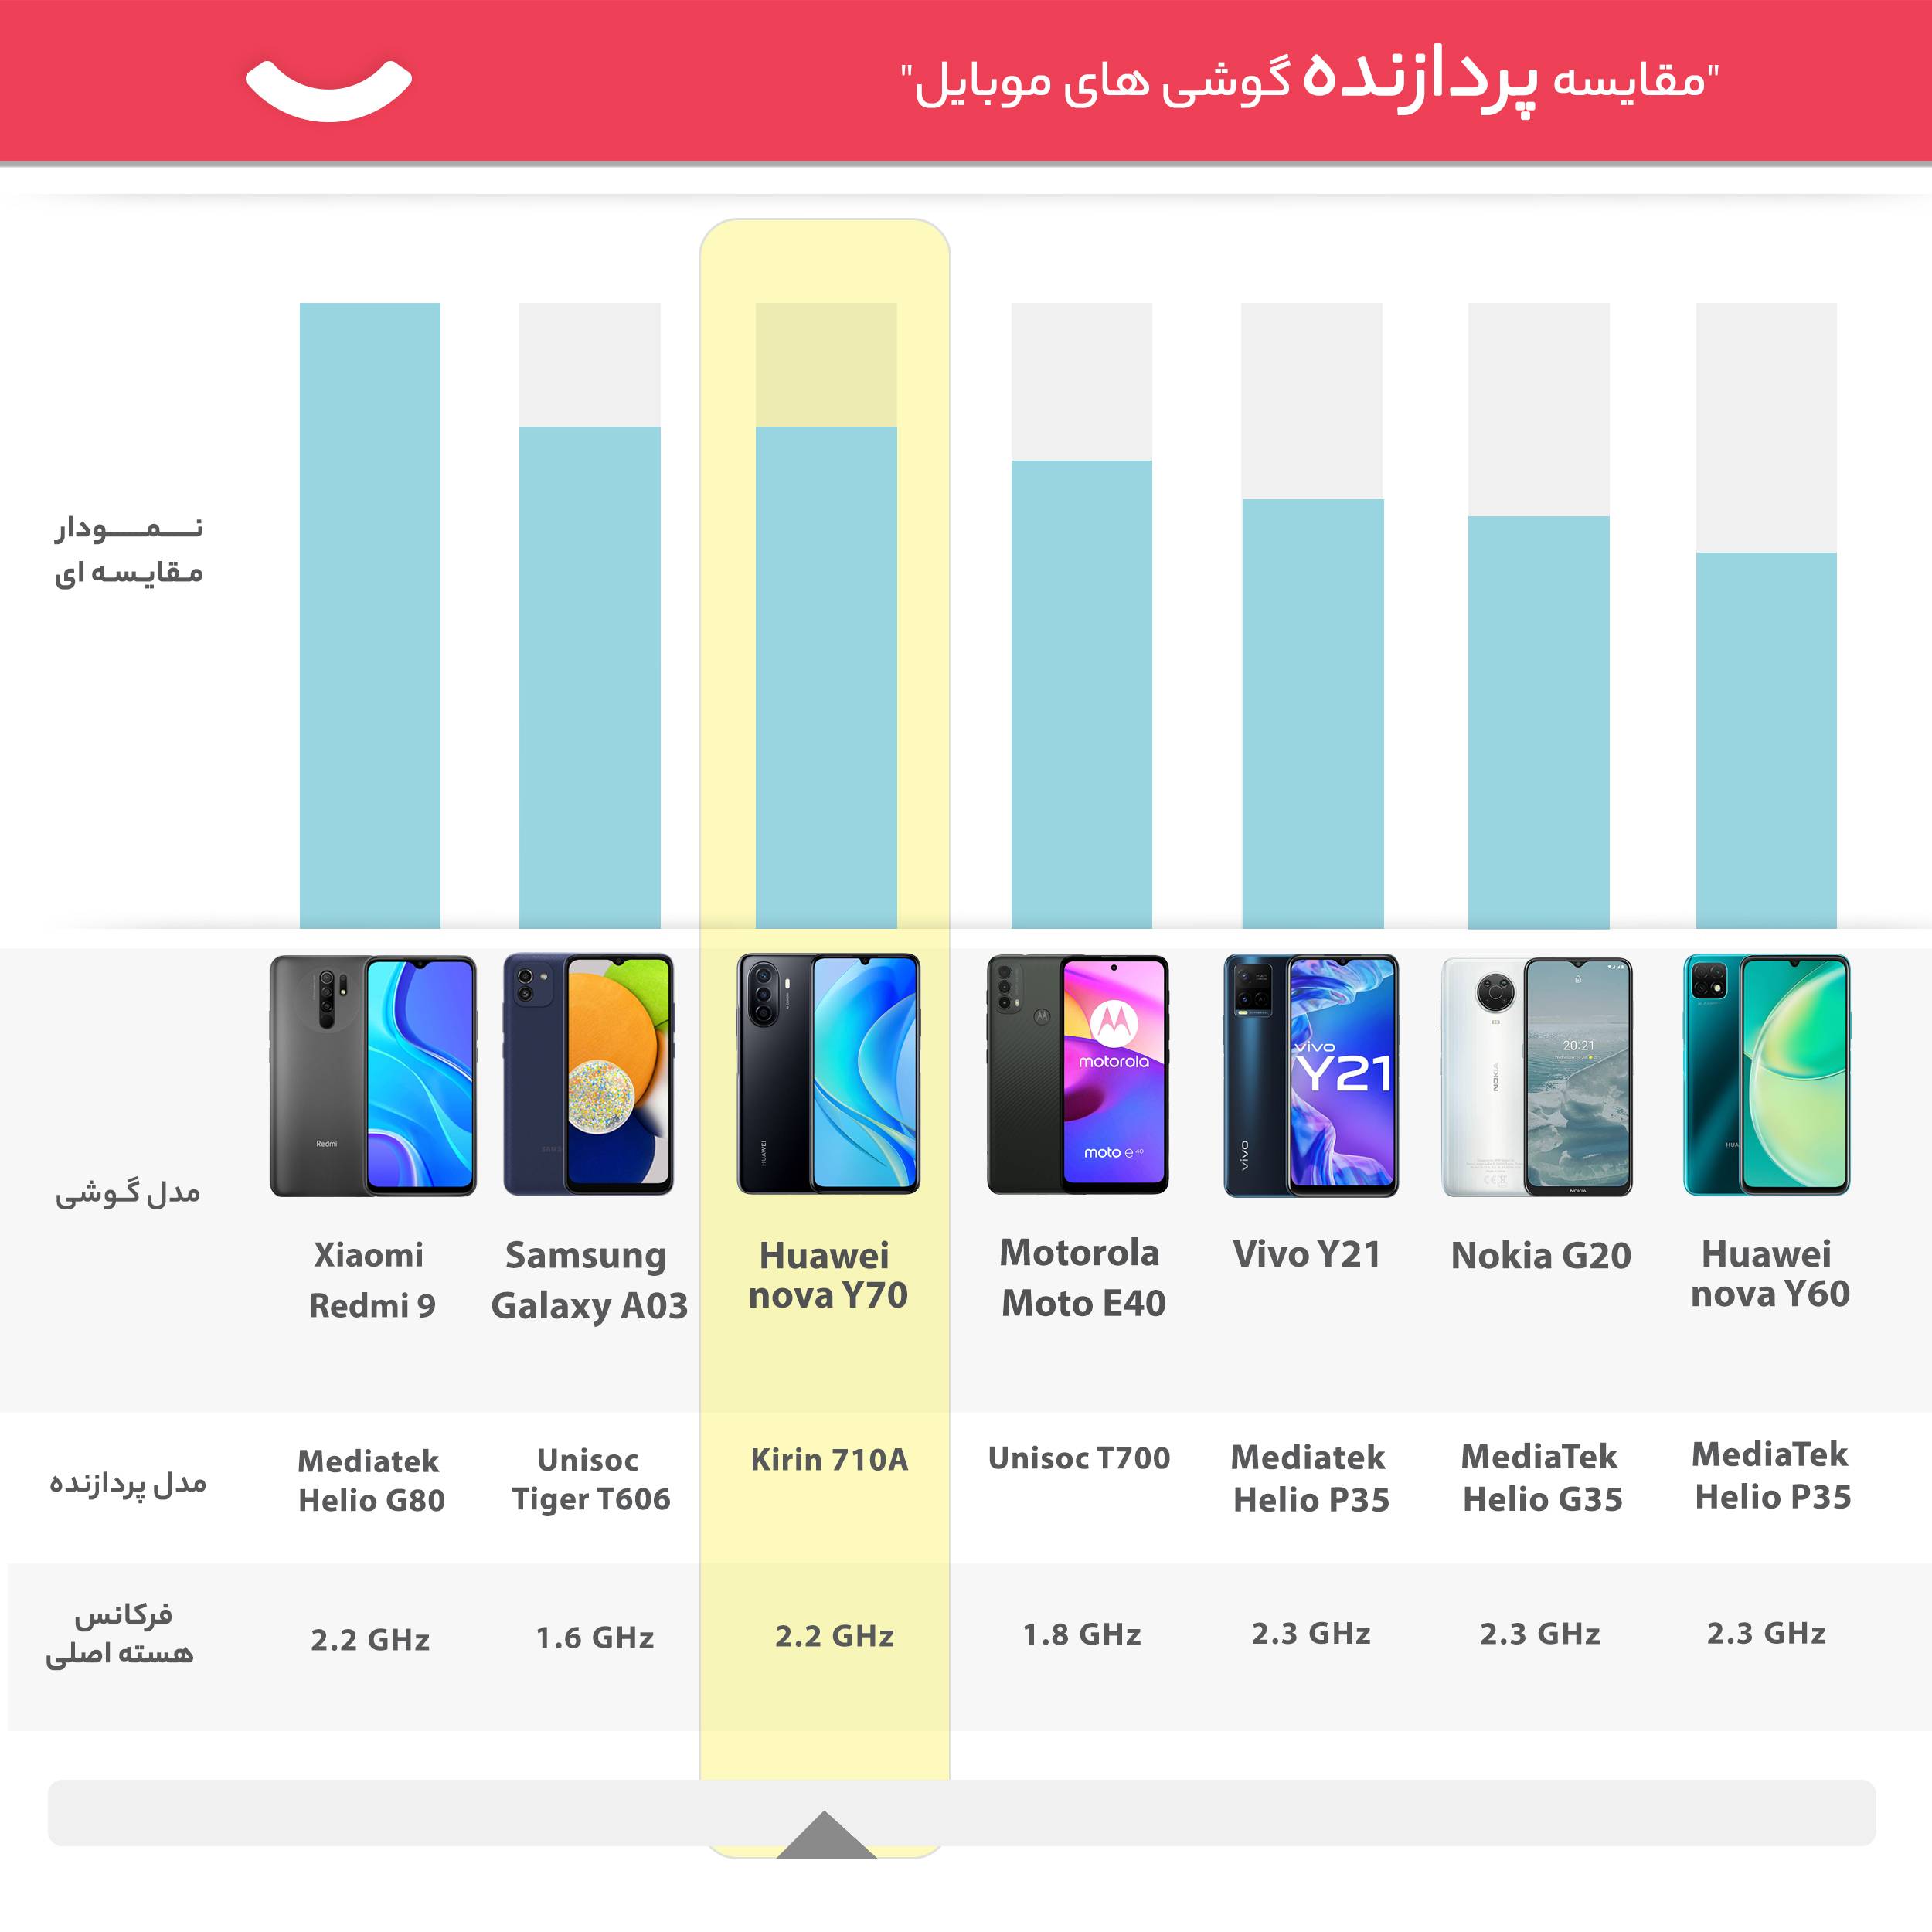 "مقایسه پردازنده گوشی های موبایل"
نمودار
مقایسه ای
Redmi
HUAWEI
motorola
moto e 40
vivo
Y21
vivo
20:21
NOKIA
NOKIA
HUA
مدل گوشی
Xiaomi
Redmi 9
Samsung
Galaxy A03
Huawei
nova Y70
Motorola
Moto E40
Vivo Y21
Nokia G20
Huawei
nova Y60
مدل پردازنده
Mediatek
Helio G80
Unisoc
Tiger T606
Kirin 710A
Unisoc T700
Mediatek
Helio P35
MediaTek
Helio G35
MediaTek
Helio P35
فرکانس
هسته اصلی
2.2 GHz
1.6 GHz
2.2 GHz
1.8 GHz
2.3 GHz
2.3 GHz
2.3 GHz